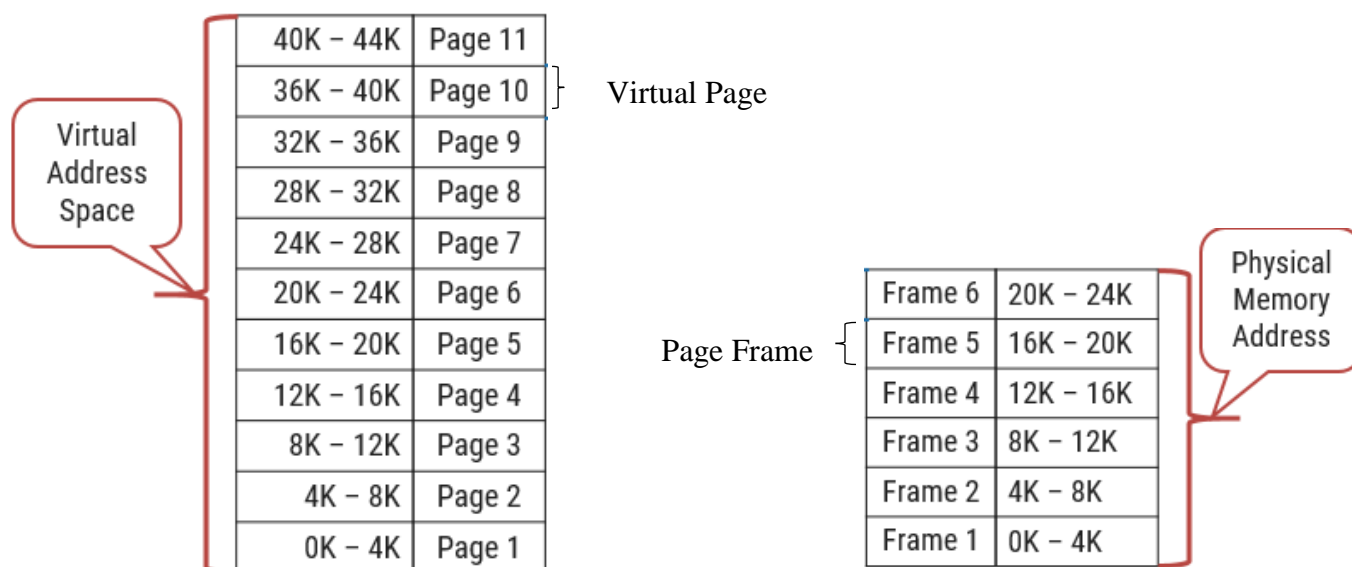 Virtual
Address
Space
40K – 44K Page 11
36K – 40K Page 10
32K – 36K Page 9
28K – 32K Page 8
24K – 28K Page 7
20K – 24K Page 6
16K – 20K Page 5
12K – 16K Page 4
8K – 12K Page 3
4K – 8K Page 2
0K – 4K Page 1
Virtual Page
Page Frame
Frame 6 20K – 24K
Frame 5 16K – 20K
Frame 4 12K – 16K
Frame 3 8K – 12K
Frame 2 4K – 8K
Frame 1 0K – 4K
Physical
Memory
Address